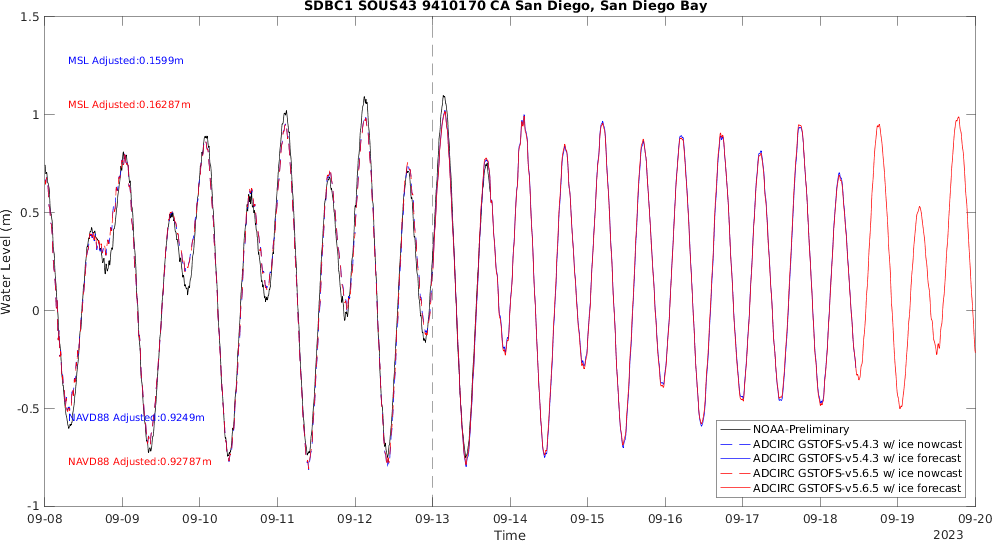 SDBC1 SOUS43 9410170 CA San Diego, San Diego Bay
1.5
1
0.5
0
-0.5
-1
Water Level (m)
MSL Adjusted:0.1599m
MSL Adjusted:0.16287m
NAVD88 Adjusted:0.9249m
NAVD88 Adjusted:0.92787m
NOAA-Preliminary
ADCIRC GSTOFS-v5.4.3 w/ ice nowcast
ADCIRC GSTOFS-v5.4.3 w/ ice forecast
ADCIRC GSTOFS-v5.6.5 w/ ice nowcast
ADCIRC GSTOFS-v5.6.5 w/ ice forecast
09-08 09-09 09-10 09-11 09-12 09-13 09-14 09-15 09-16 09-17 09-18 09-19 09-20
Time
2023